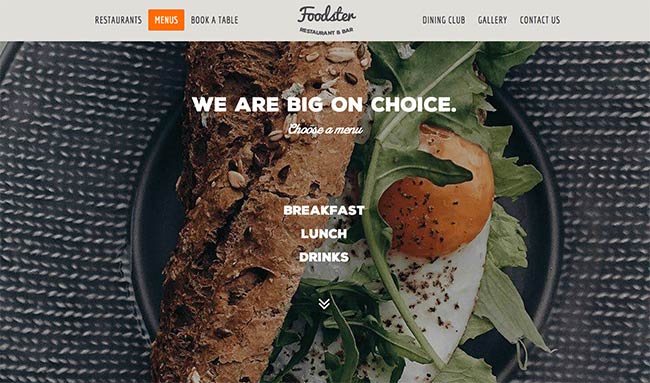 RESTAURANTS MENUS BOOK A TABLE Foodster DINING CLUB GALLERY CONTACT US
RESTAURANT & BAR
WE ARE BIG ON CHOICE.
Choose a menu
BREAKFAST
LUNCH
DRINKS